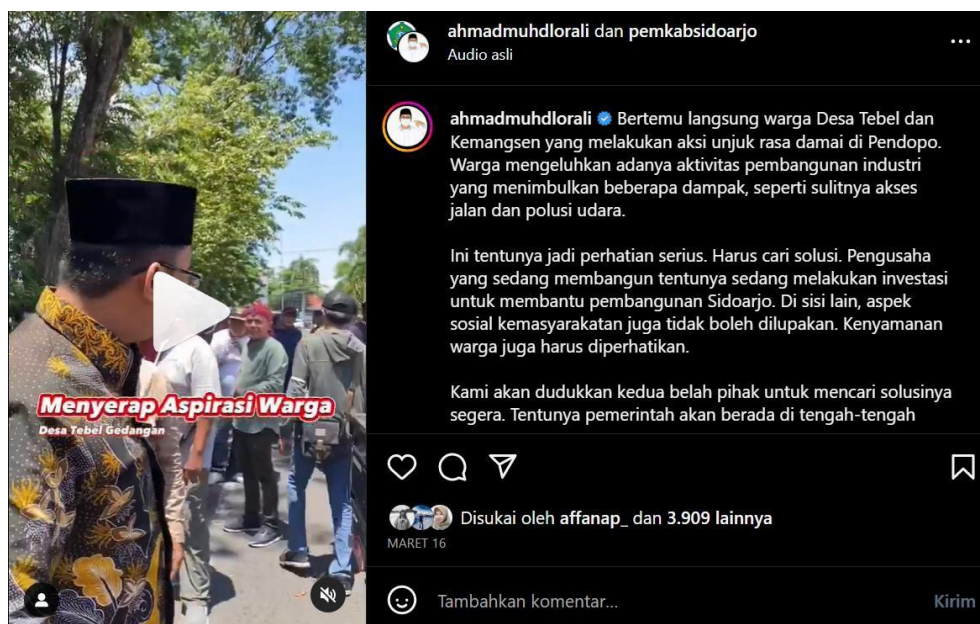 Menyerap Aspirasi Warga
Desa Tebel Gedangan
ahmadmuhdlorali dan pemkabsidoarjo
Audio asli
ahmadmuhdlorali Bertemu langsung warga Desa Tebel dan
Kemangsen yang melakukan aksi unjuk rasa damai di Pendopo.
Warga mengeluhkan adanya aktivitas pembangunan industri
yang menimbulkan beberapa dampak, seperti sulitnya akses
jalan dan polusi udara.
Ini tentunya jadi perhatian serius. Harus cari solusi. Pengusaha
yang sedang membangun tentunya sedang melakukan investasi
untuk membantu pembangunan Sidoarjo. Di sisi lain, aspek
sosial kemasyarakatan juga tidak boleh dilupakan. Kenyamanan
warga juga harus diperhatikan.
Kami akan dudukkan kedua belah pihak untuk mencari solusinya
segera. Tentunya pemerintah akan berada di tengah-tengah
Disukai oleh affanap_ dan 3.909 lainnya
MARET 16
Tambahkan komentar...
Kirim